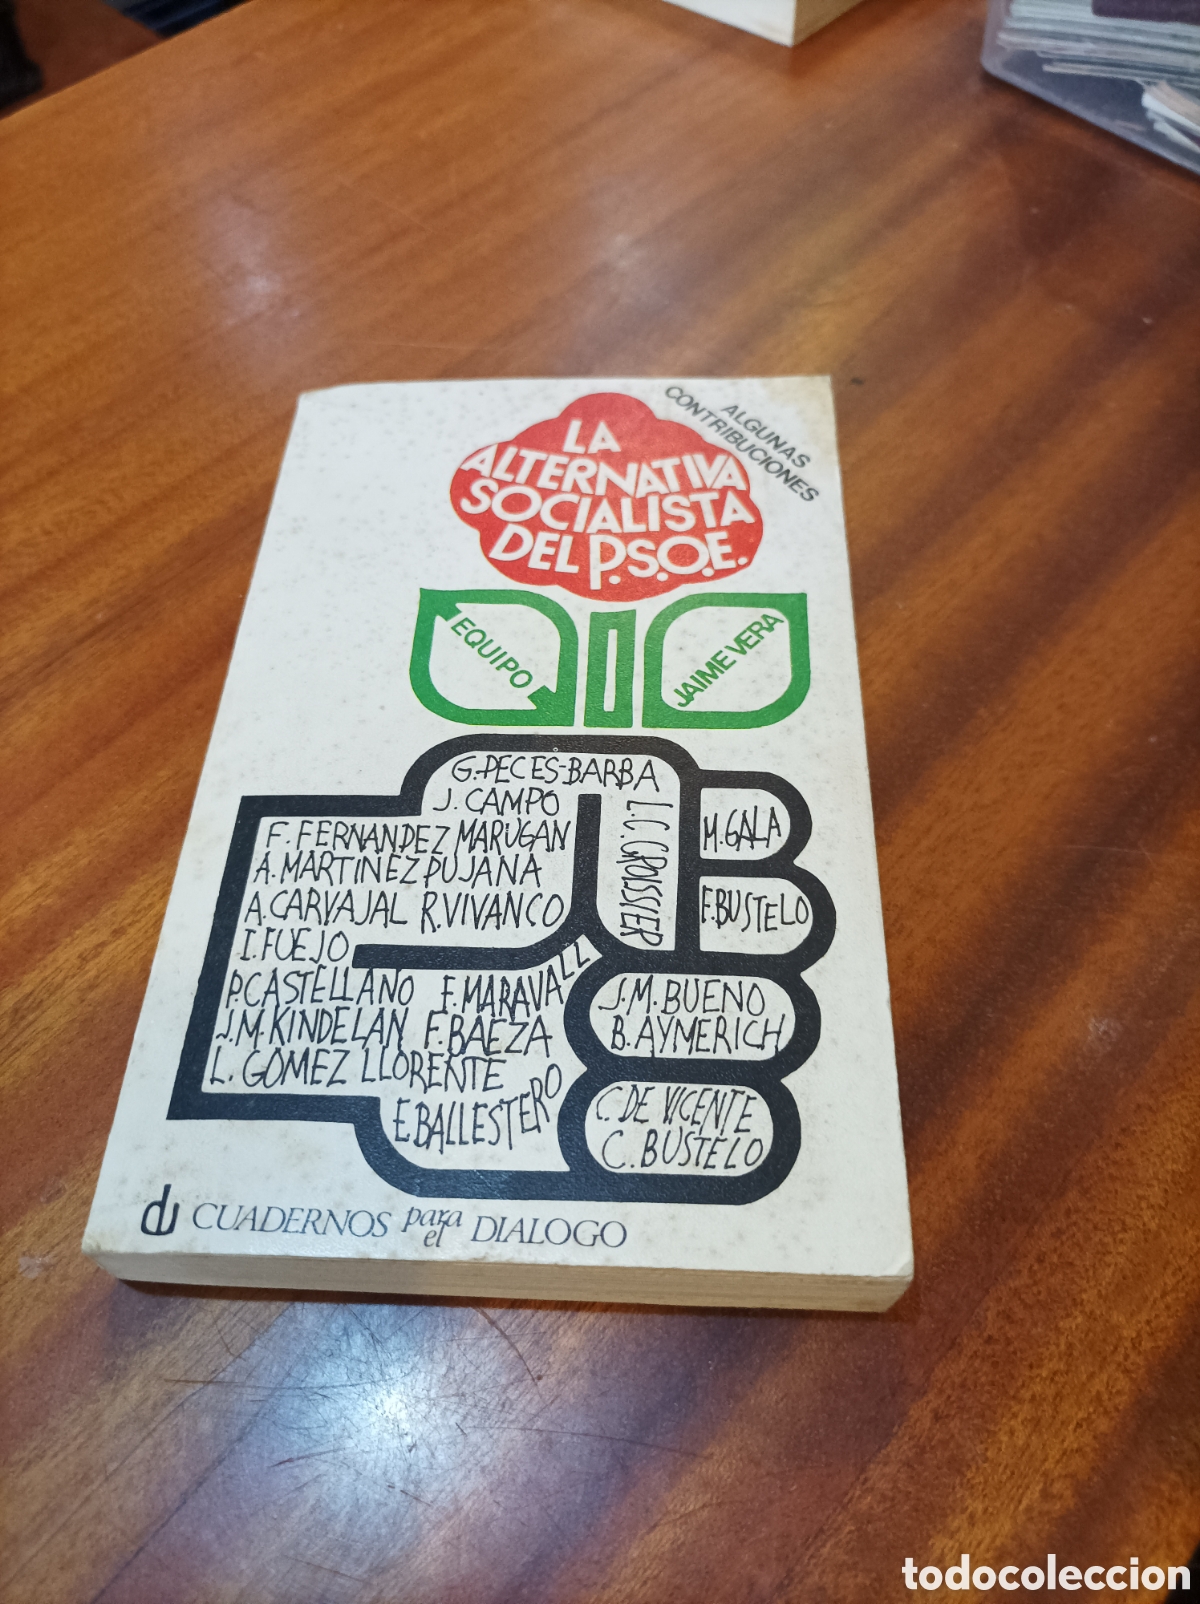 ALGUNAS
CONTRIBUCIONES
LA
ALTERNATIVA
SOCIALISTA
DEL P.S.O.E.
EQUIPO
JAIME VERA
G. PECES-BARBA
J. CAMPO
F. FERNANDEZ MARUGAN
A. MARTINEZ PUJANA
A. CARVAJAL R. VIVANCO
I. FUEJO
P. CASTELLANO F. MARAVALL
J.M. KINDELAN F. BAEZA
L. GOMEZ LLORENTE
E. BALLESTERO
L. C. CROISSIER
M. GALA
F. BUSTELO
J. M. BUENO
B. AYMERICH
C. DE VICENTE
C. BUSTELO
CUADERNOS para el DIALOGO
todocoleccion